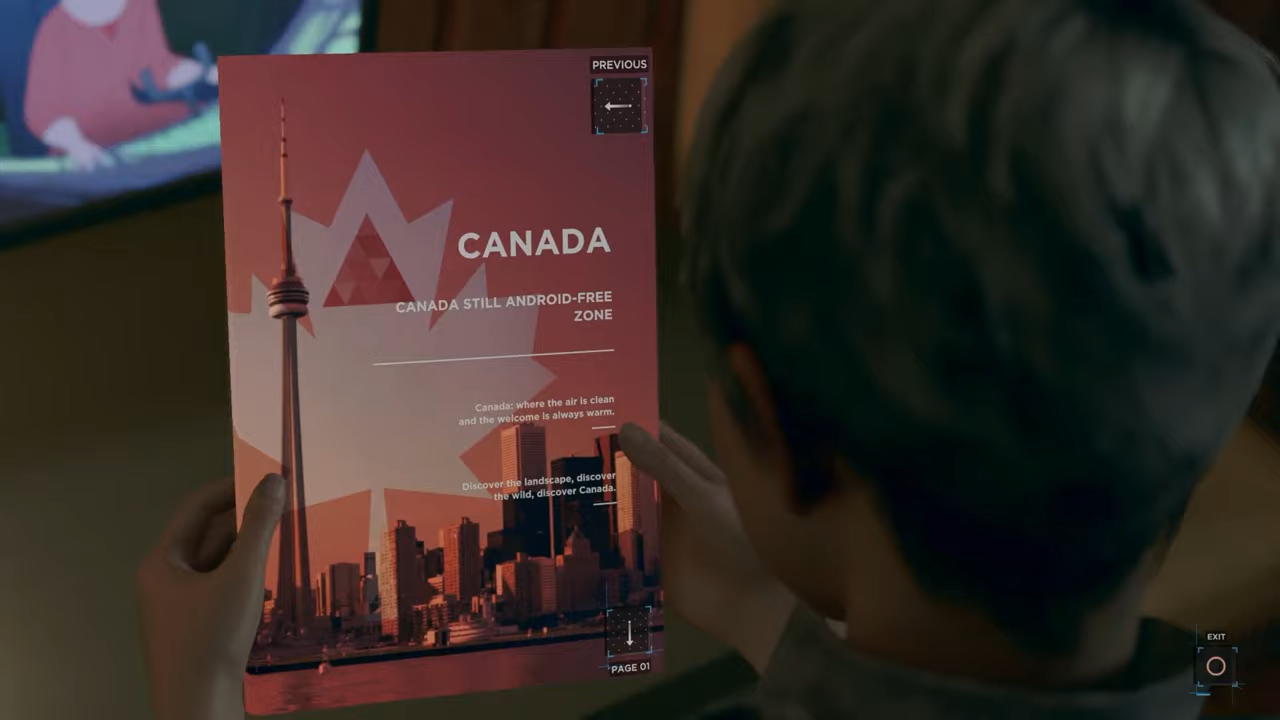 PREVIOUS
CANADA
CANADA STILL ANDROID-FREE
ZONE
Canada: where the air is clean
and the welcome is always warm.
Discover the landscape, discover
the wild, discover Canada.
PAGE 01
EXIT